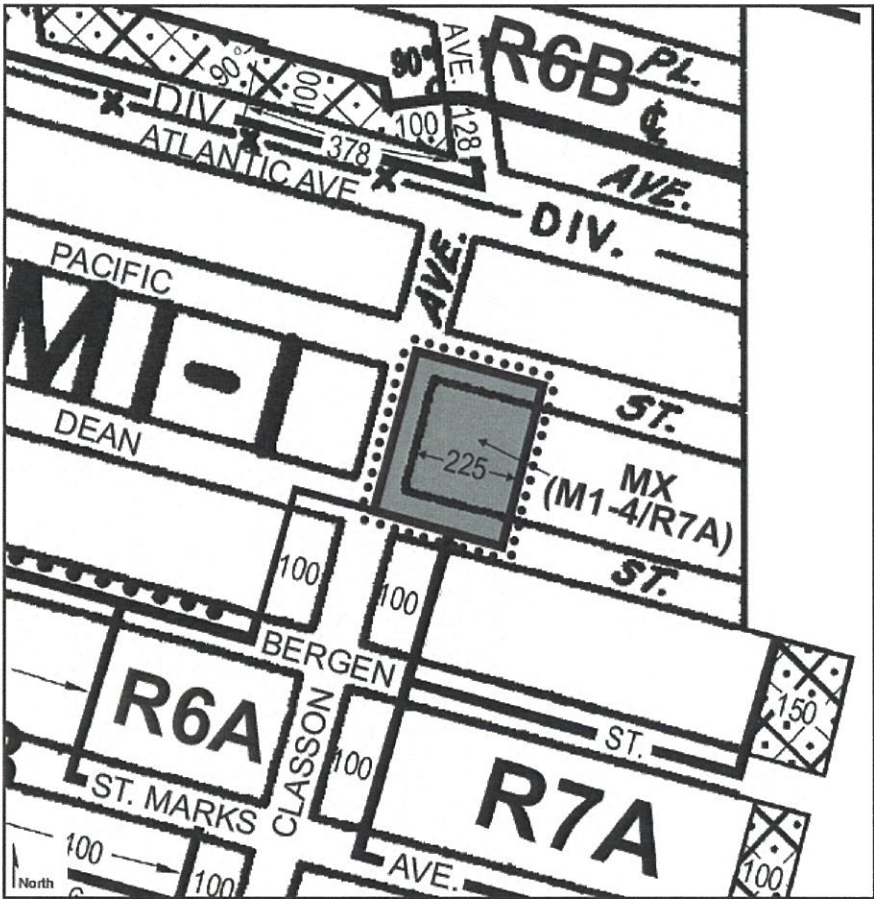 R6B
PL.
AVE.
90°
90°
100
DIV
100
128
℄
378
ATLANTIC AVE.
AVE.
DIV.
AVE.
PACIFIC
M1-1
ST.
DEAN
225
MX
(M1-4/R7A)
ST.
100
100
BERGEN
R6A
150
ST.
CLASSON
100
R7A
ST. MARKS
100
100
AVE.
100
North